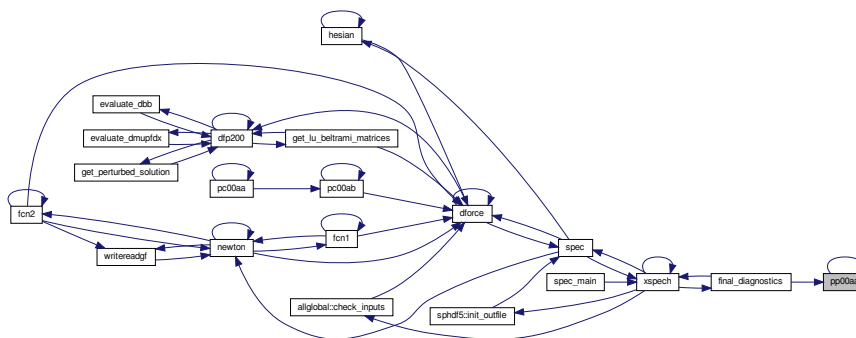 hesian
evaluate_dbb
evaluate_dmupfdx
dfp200
get_lu_beltrami_matrices
get_perturbed_solution
pc00aa
pc00ab
fcn2
dforce
fcn1
newton
spec
writereadgf
spec_main
xspech
final_diagnostics
pp00aa
allglobal::check_inputs
sphdf5::init_outfile